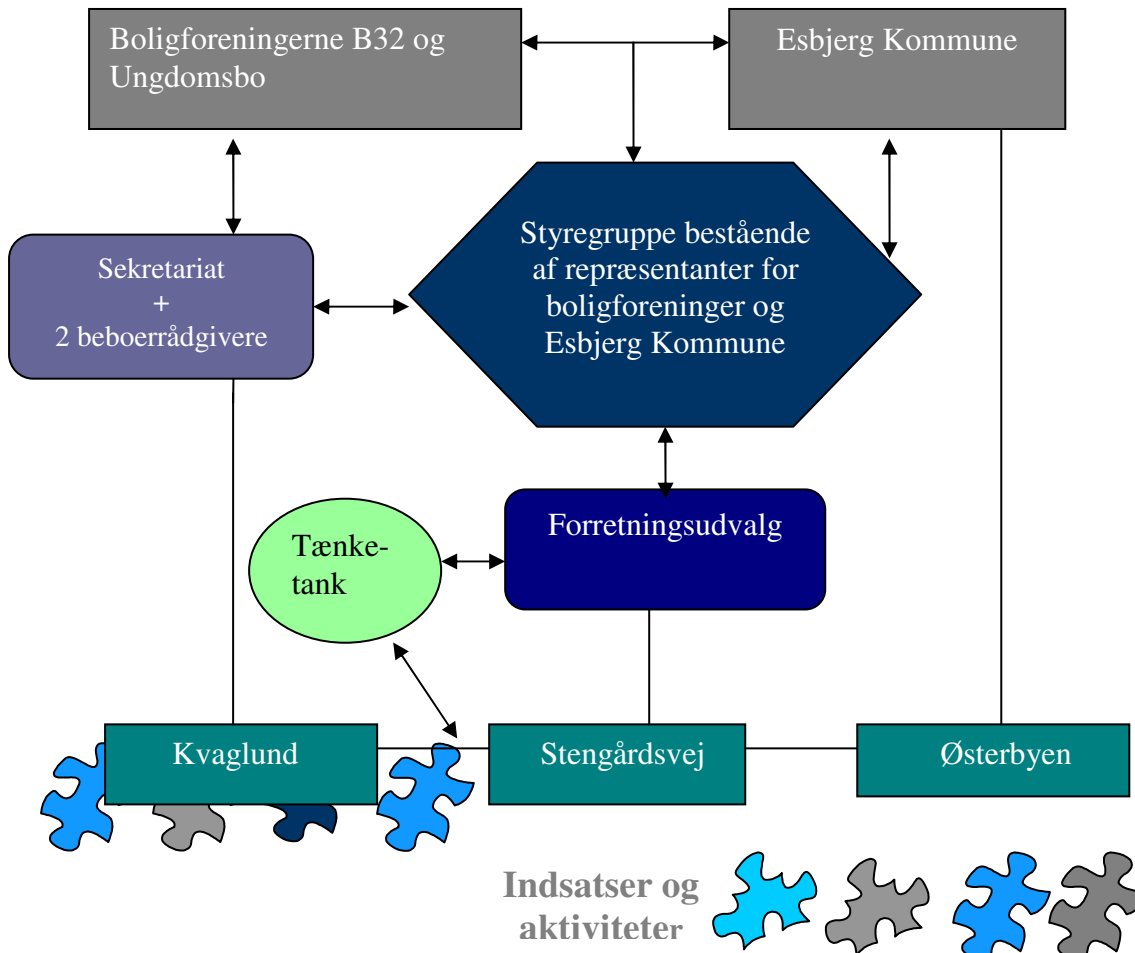 Boligforeningerne B32 og
Ungdomsbo
Esbjerg Kommune
Styregruppe bestående
af repræsentanter for
boligforeninger og
Esbjerg Kommune
Sekretariat
+
2 beboerrådgivere
Forretningsudvalg
Tænke-
tank
Kvaglund
Stengårdsvej
Østerbyen
Indsatser og
aktiviteter